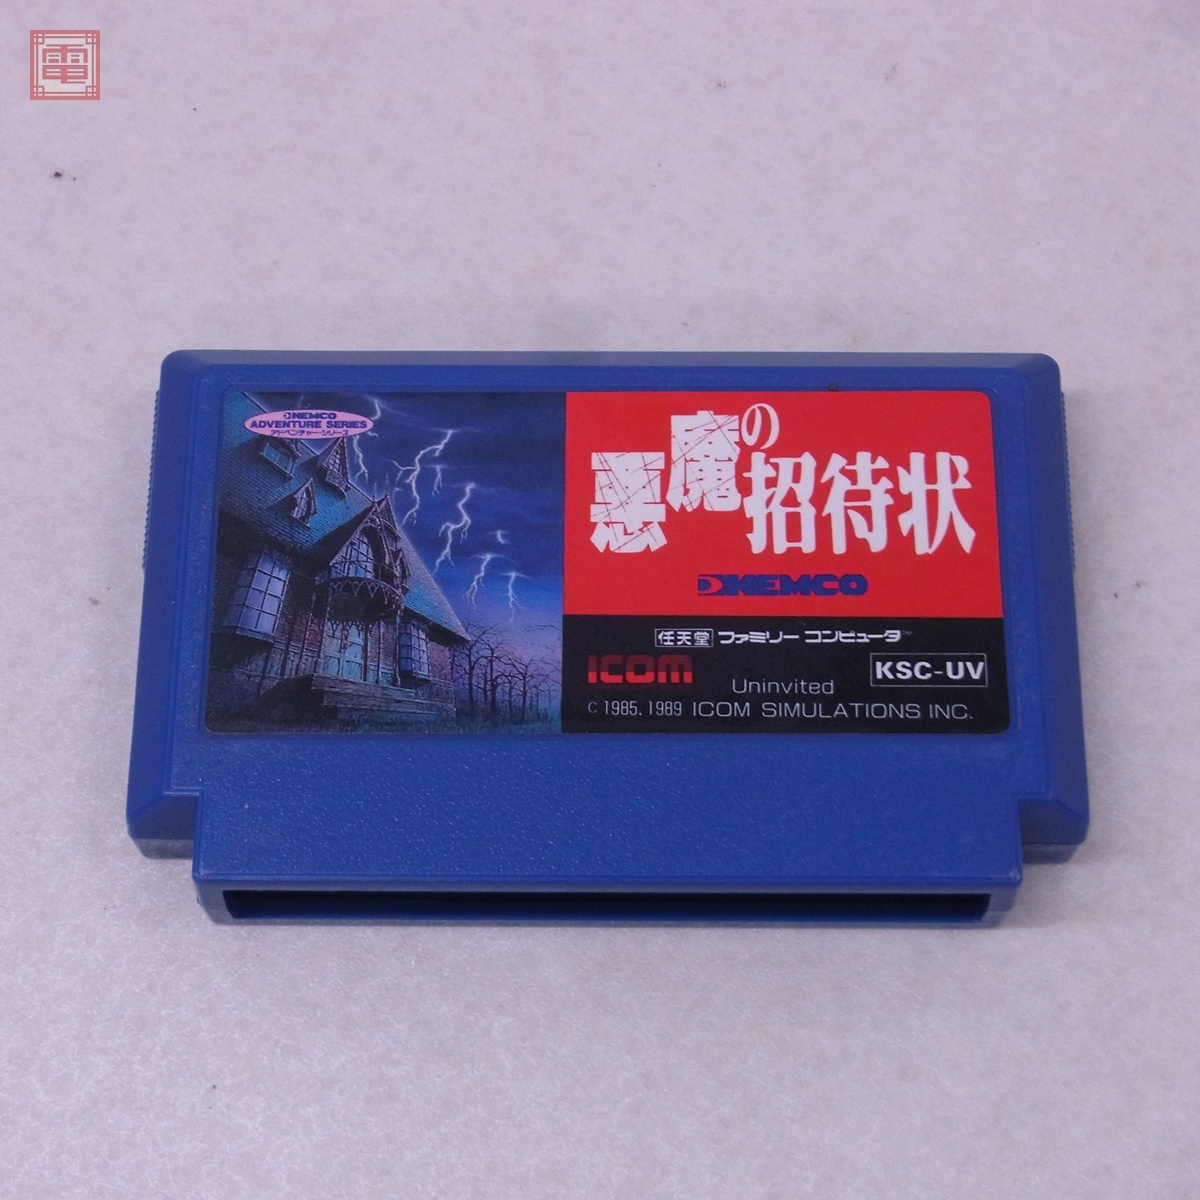 電
KEMCO
ADVENTURE SERIES
アドベンチャー・シリーズ
悪魔の招待状
KEMCO
任天堂 ファミリー コンピュータ™
ICOM
KSC-UV
Uninvited
© 1985, 1989 ICOM SIMULATIONS INC.